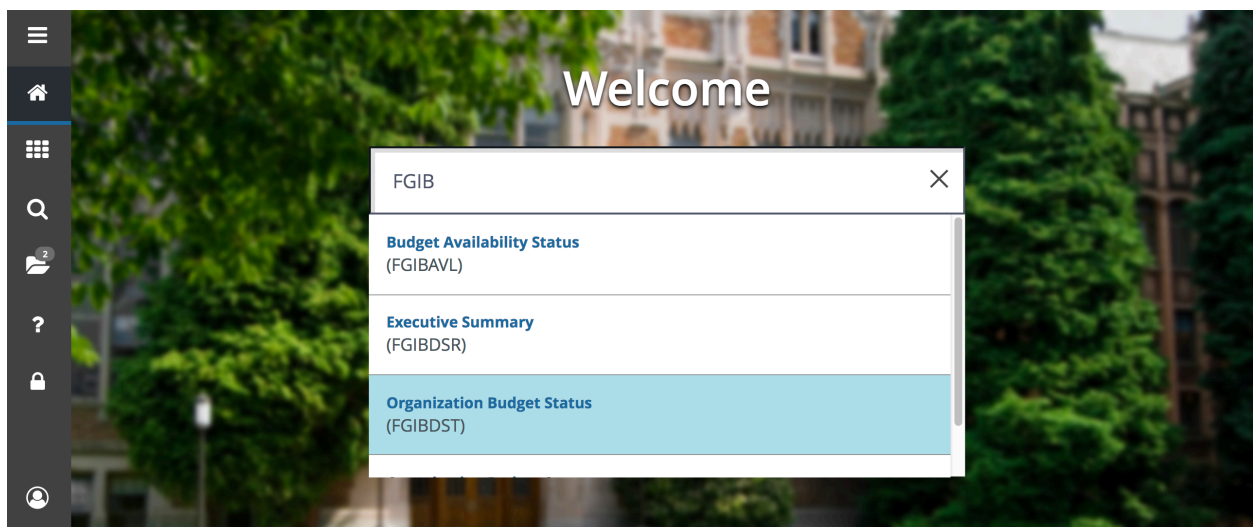 Welcome
FGIB
Budget Availability Status
(FGIBAVL)
Executive Summary
(FGIBDSR)
2
Organization Budget Status
(FGIBDST)